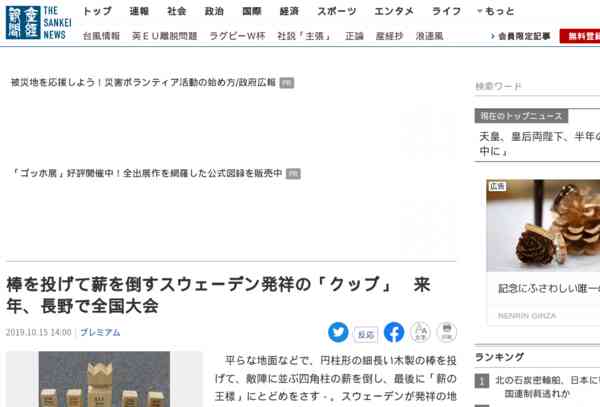 産経新聞
THE SANKEI NEWS
トップ 速報 社会 政治 国際 経済 スポーツ エンタメ ライフ もっと
台風情報 英ＥＵ離脱問題 ラグビーＷ杯 社説「主張」 正論 産経抄 浪速風
会員限定記事 無料登録
被災地を応援しよう！災害ボランティア活動の始め方/政府広報 PR
検索ワード
現在のトップニュース
天皇、皇后両陛下、半年の
中に」
「ゴッホ展」好評開催中！全出展作を網羅した公式図録を販売中 PR
広告
記念にふさわしい唯一の
NENRIN GINZA
棒を投げて薪を倒すスウェーデン発祥の「クッブ」 来
年、長野で全国大会
2019.10.15 14:00 プレミアム
反応
文字
印刷
平らな地面などで、円柱形の細長い木製の棒を投
げて、敵陣に並ぶ四角柱の薪を倒し、最後に「薪の
王様」にとどめをさす－。スウェーデンが発祥の地
ランキング
1 北の石炭密輸船、日本に
国連制裁逃れか